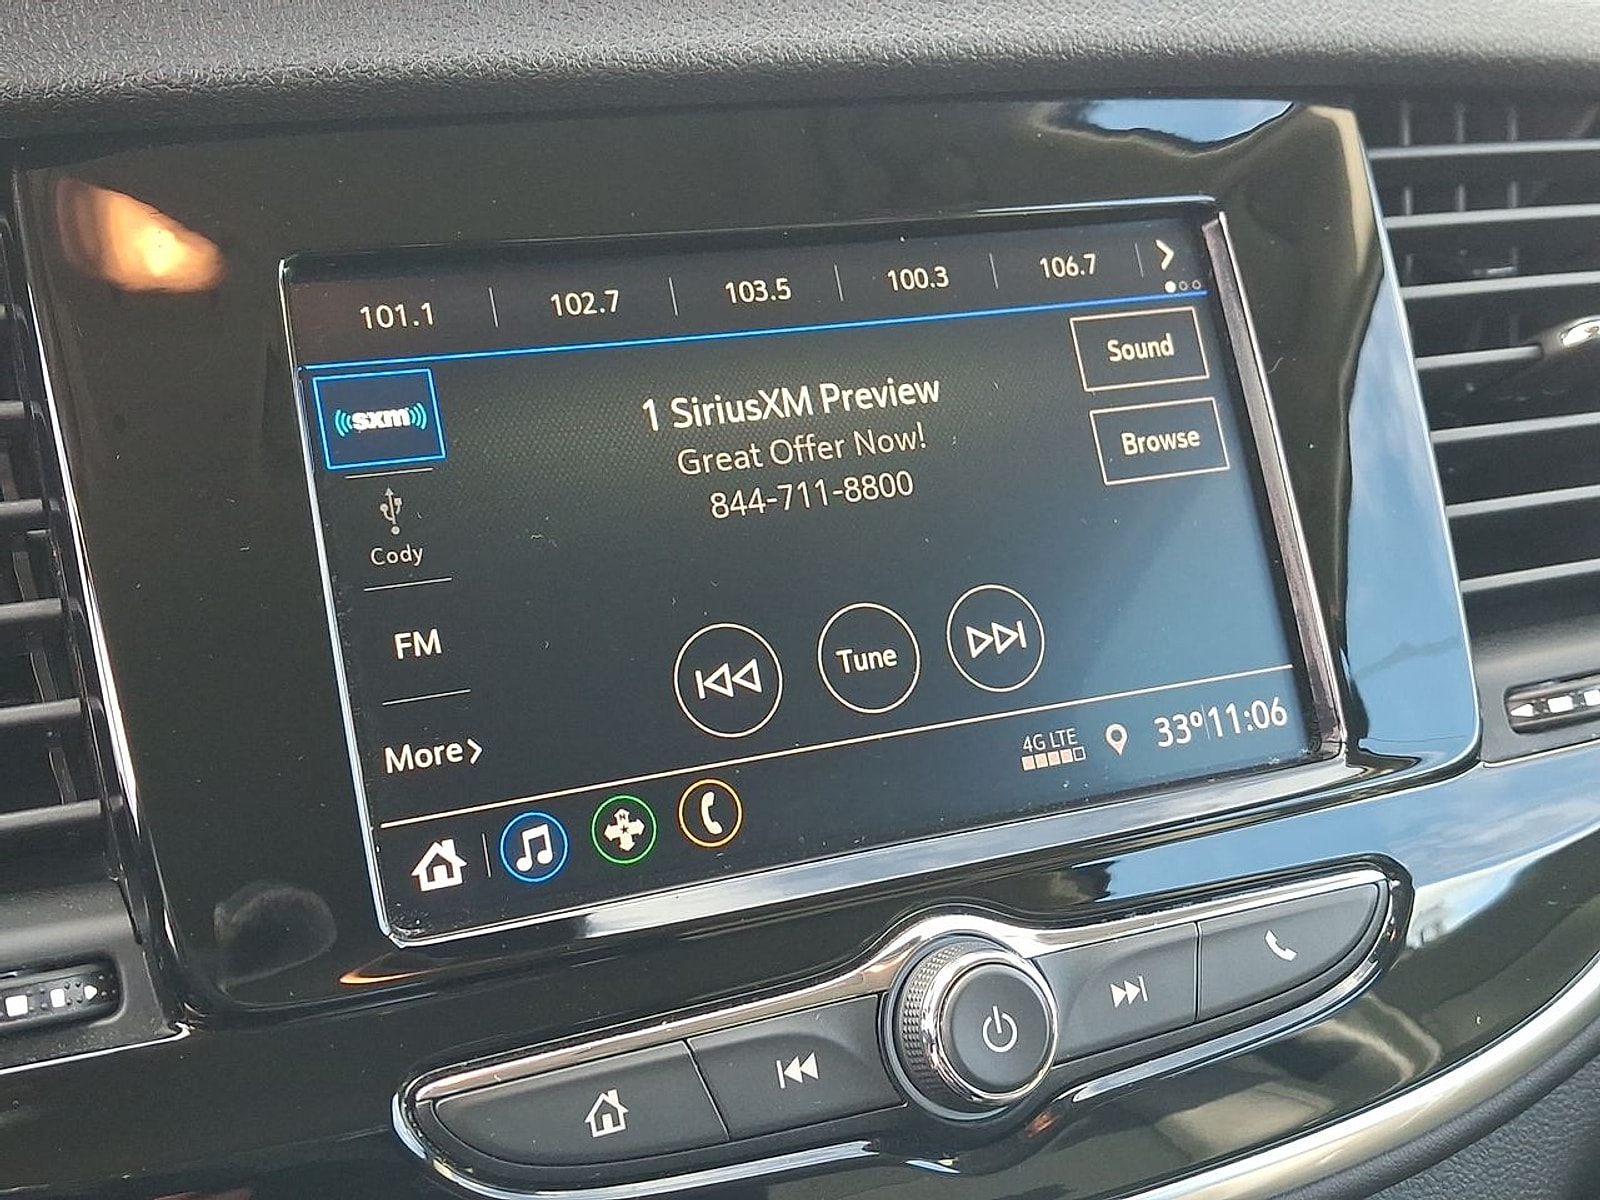 101.1
102.7
103.5
100.3
106.7
Sound
Browse
sxm
1 SiriusXM Preview
Great Offer Now!
844-711-8800
Cody
FM
More
Tune
4G LTE
33° 11:06